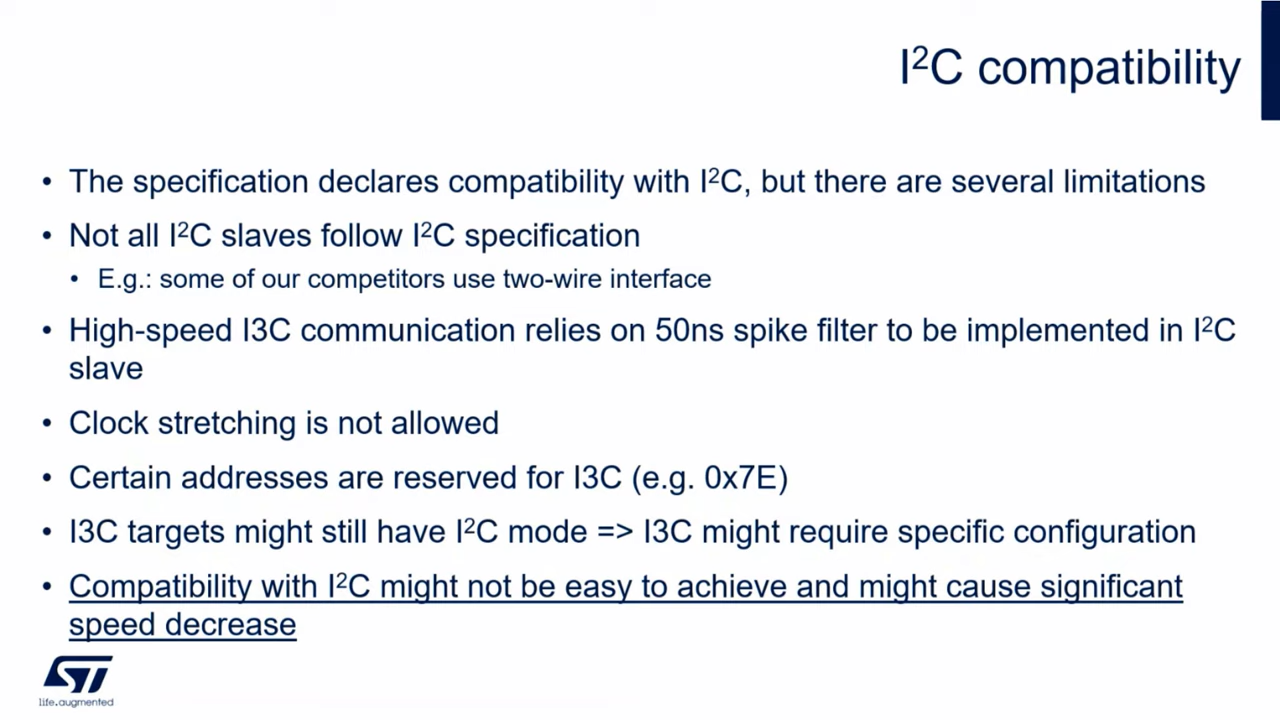 I²C compatibility
• The specification declares compatibility with I²C, but there are several limitations
• Not all I²C slaves follow I²C specification
• E.g.: some of our competitors use two-wire interface
• High-speed I3C communication relies on 50ns spike filter to be implemented in I²C
slave
• Clock stretching is not allowed
• Certain addresses are reserved for I3C (e.g. 0x7E)
• I3C targets might still have I²C mode => I3C might require specific configuration
• Compatibility with I²C might not be easy to achieve and might cause significant
speed decrease
ST
life.augmented